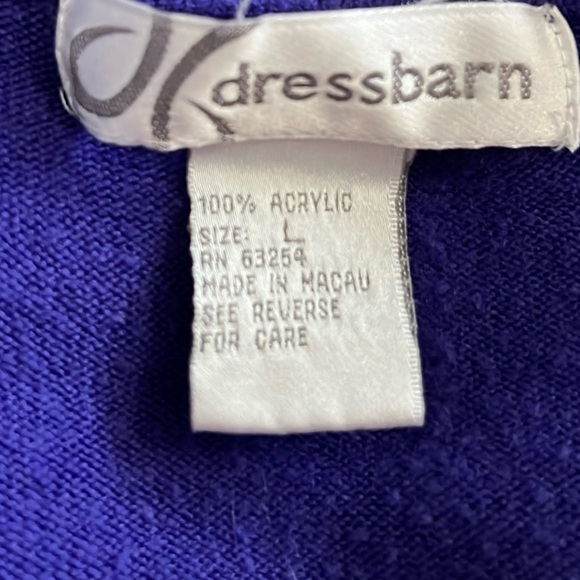 dressbarn
100% ACRYLIC
SIZE: L
RN 63254
MADE IN MACAU
SEE REVERSE
FOR CARE